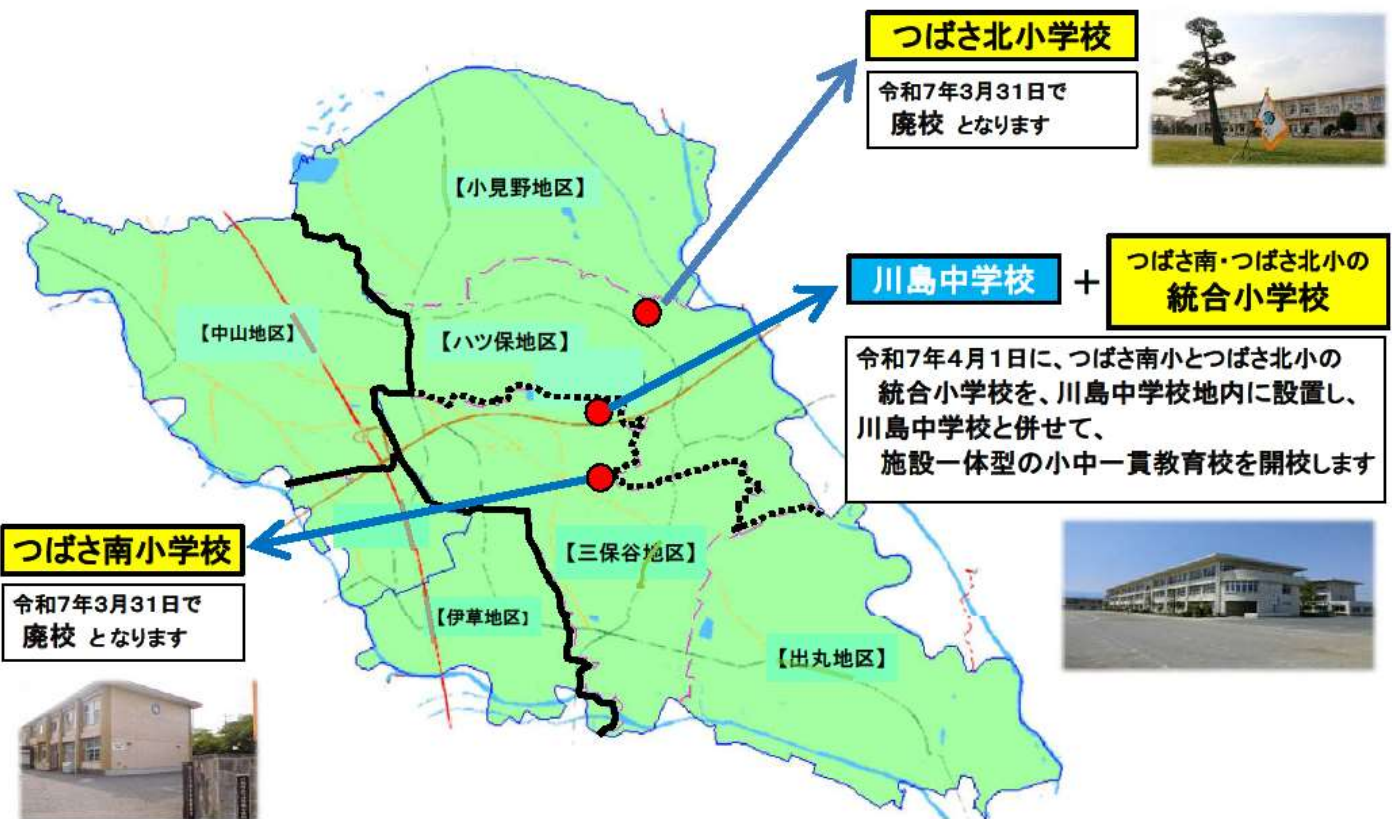 つばさ北小学校
令和7年3月31日で
廃校 となります
【小見野地区】
川島中学校
+
つばさ南・つばさ北小の
統合小学校
令和7年4月1日に、つばさ南小とつばさ北小の
統合小学校を、川島中学校地内に設置し、
川島中学校と併せて、
施設一体型の小中一貫教育校を開校します
【中山地区】
【ハツ保地区】
つばさ南小学校
令和7年3月31日で
廃校 となります
【三保谷地区】
【伊草地区】
【出丸地区】